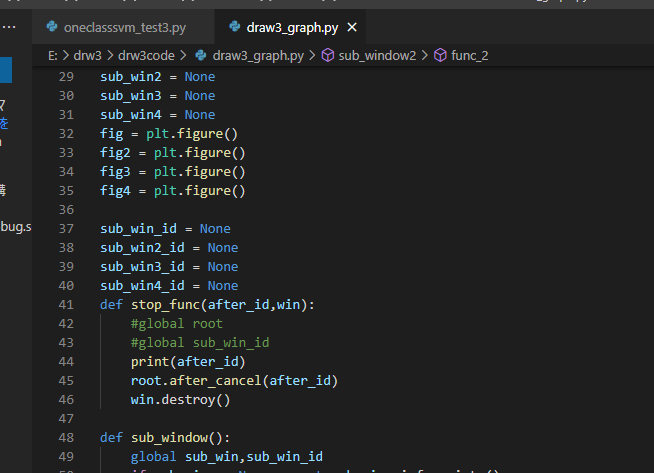 oneclasssvm_test3.py
draw3_graph.py
E: > drw3 > drw3code > draw3_graph.py > sub_window2 > func_2
29 sub_win2 = None
30 sub_win3 = None
31 sub_win4 = None
32 fig = plt.figure()
33 fig2 = plt.figure()
34 fig3 = plt.figure()
35 fig4 = plt.figure()
36
37 sub_win_id = None
38 sub_win2_id = None
39 sub_win3_id = None
40 sub_win4_id = None
41 def stop_func(after_id,win):
42 #global root
43 #global sub_win_id
44 print(after_id)
45 root.after_cancel(after_id)
46 win.destroy()
47
48 def sub_window():
49 global sub_win,sub_win_id
マ
を
構
bug.s